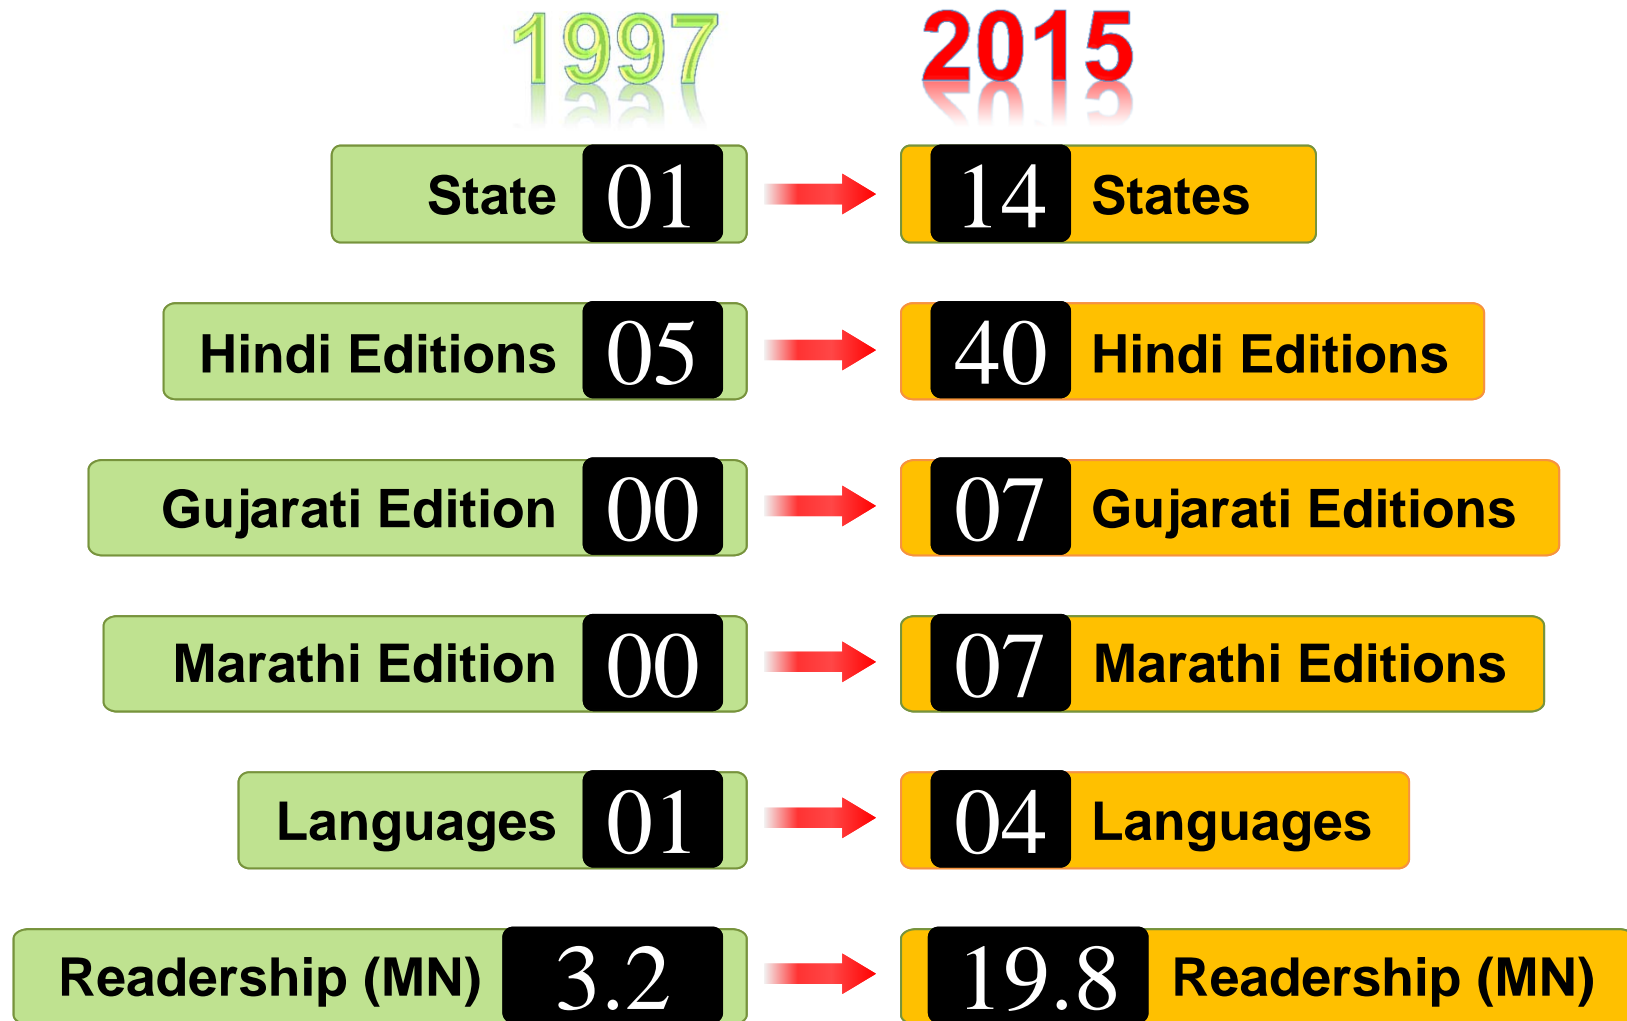 1997 2015
State 01 14 States
Hindi Editions 05 40 Hindi Editions
Gujarati Edition 00 07 Gujarati Editions
Marathi Edition 00 07 Marathi Editions
Languages 01 04 Languages
Readership (MN) 3.2 19.8 Readership (MN)